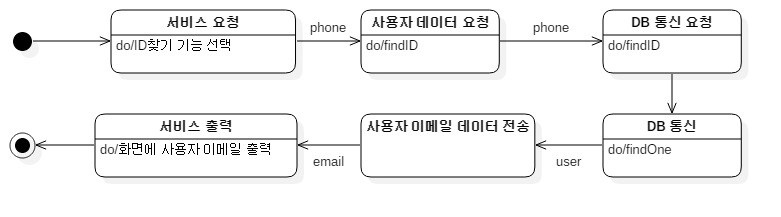 서비스 요청
do/ID찾기 기능 선택
phone
사용자 데이터 요청
do/findID
phone
DB 통신 요청
do/findID
서비스 출력
do/화면에 사용자 이메일 출력
email
사용자 이메일 데이터 전송
user
DB 통신
do/findOne